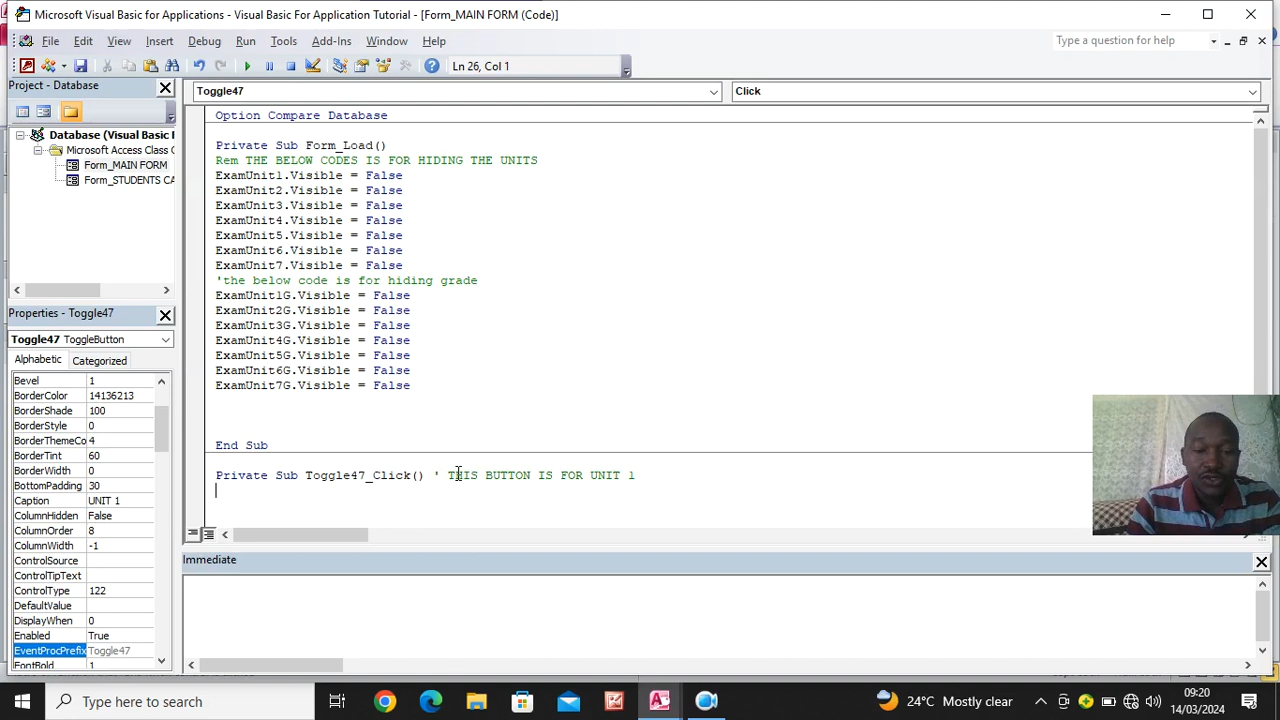 Microsoft Visual Basic for Applications - Visual Basic For Application Tutorial - [Form_MAIN FORM (Code)]
File Edit View Insert Debug Run Tools Add-Ins Window Help
Type a question for help
Ln 26, Col 1
Project - Database
Database (Visual Basic F
Microsoft Access Class O
Form_MAIN FORM
Form_STUDENTS CA
Properties - Toggle47
Toggle47 ToggleButton
Alphabetic Categorized
Bevel 1
BorderColor 14136213
BorderShade 100
BorderStyle 0
BorderThemeCo 4
BorderTint 60
BorderWidth 0
BottomPadding 30
Caption UNIT 1
ColumnHidden False
ColumnOrder 8
ColumnWidth -1
ControlSource
ControlTipText
ControlType 122
DefaultValue
DisplayWhen 0
Enabled True
EventProcPrefix Toggle47
FontBold 1
Toggle47 Click
Option Compare Database
Private Sub Form_Load()
Rem THE BELOW CODES IS FOR HIDING THE UNITS
ExamUnit1.Visible = False
ExamUnit2.Visible = False
ExamUnit3.Visible = False
ExamUnit4.Visible = False
ExamUnit5.Visible = False
ExamUnit6.Visible = False
ExamUnit7.Visible = False
'the below code is for hiding grade
ExamUnit1G.Visible = False
ExamUnit2G.Visible = False
ExamUnit3G.Visible = False
ExamUnit4G.Visible = False
ExamUnit5G.Visible = False
ExamUnit6G.Visible = False
ExamUnit7G.Visible = False
End Sub
Private Sub Toggle47_Click() ' THIS BUTTON IS FOR UNIT 1
Immediate
Type here to search
24°C Mostly clear
09:20
14/03/2024